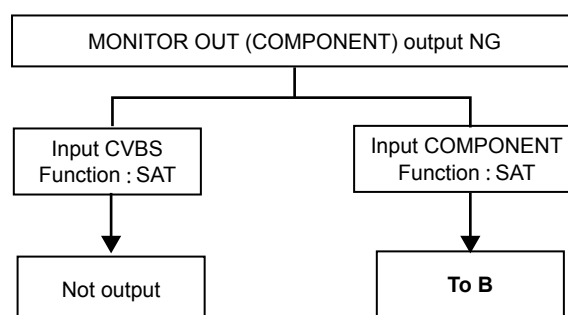 MONITOR OUT (COMPONENT) output NG
Input CVBS
Function : SAT
Input COMPONENT
Function : SAT
Not output
To B